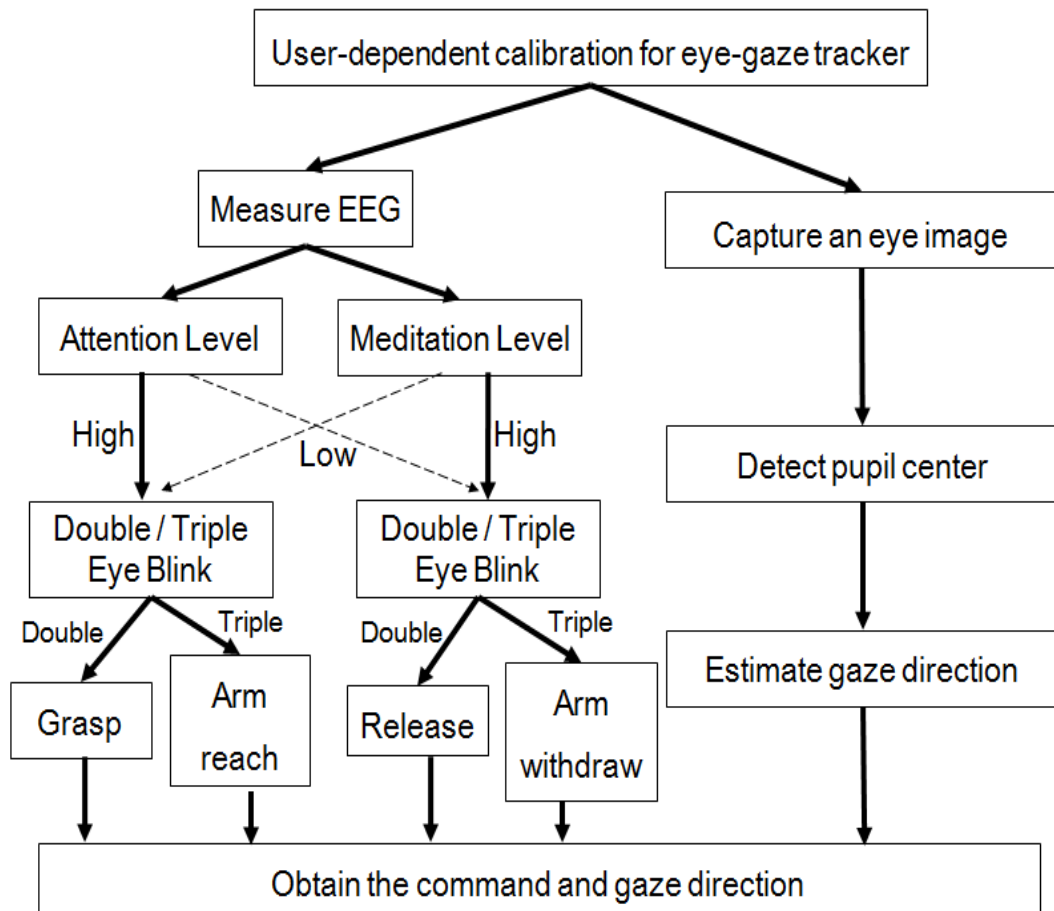 User-dependent calibration for eye-gaze tracker
Measure EEG
Capture an eye image
Attention Level
Meditation Level
High
Low
High
Detect pupil center
Double / Triple
Eye Blink
Double / Triple
Eye Blink
Double
Triple
Double
Triple
Estimate gaze direction
Grasp
Arm
reach
Release
Arm
withdraw
Obtain the command and gaze direction